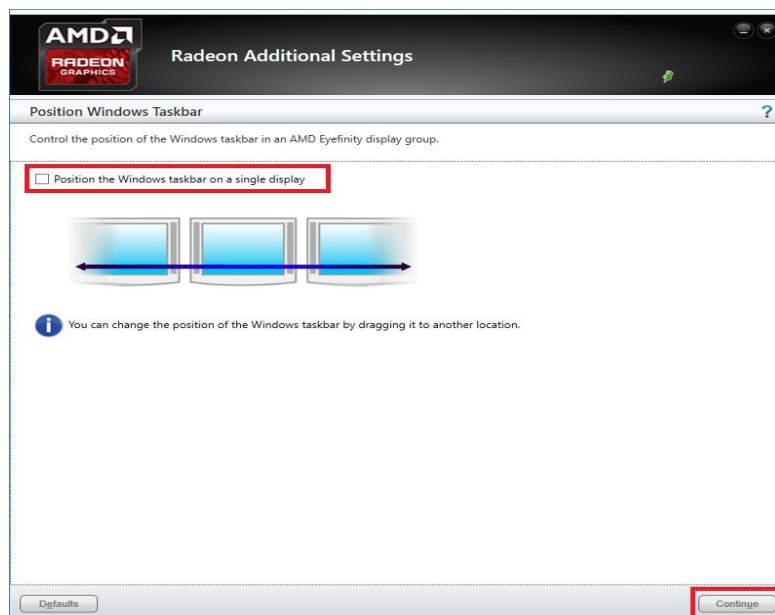 AMD
RADEON
GRAPHICS
Radeon Additional Settings
Position Windows Taskbar
?
Control the position of the Windows taskbar in an AMD Eyefinity display group.
Position the Windows taskbar on a single display
i
You can change the position of the Windows taskbar by dragging it to another location.
Defaults
Continue